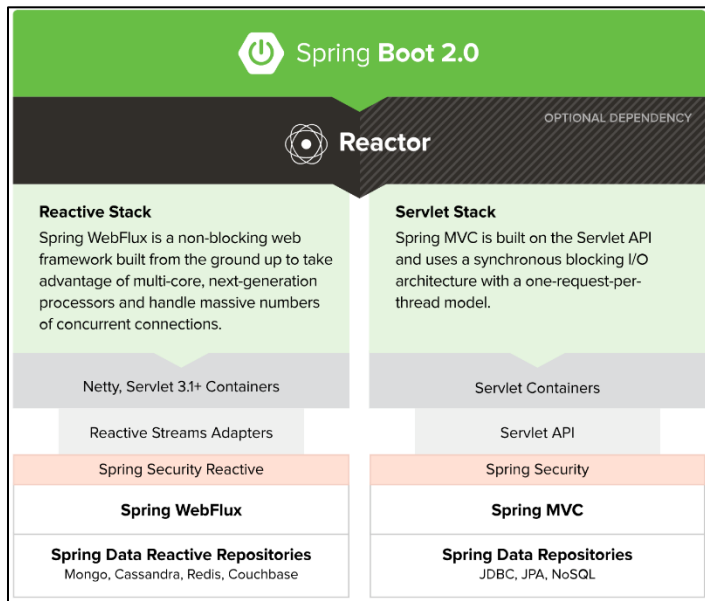 Spring Boot 2.0
OPTIONAL DEPENDENCY
Reactor
Reactive Stack
Spring WebFlux is a non-blocking web
framework built from the ground up to take
advantage of multi-core, next-generation
processors and handle massive numbers
of concurrent connections.
Servlet Stack
Spring MVC is built on the Servlet API
and uses a synchronous blocking I/O
architecture with a one-request-per-
thread model.
Netty, Servlet 3.1+ Containers
Servlet Containers
Reactive Streams Adapters
Servlet API
Spring Security Reactive
Spring Security
Spring WebFlux
Spring MVC
Spring Data Reactive Repositories
Mongo, Cassandra, Redis, Couchbase
Spring Data Repositories
JDBC, JPA, NoSQL